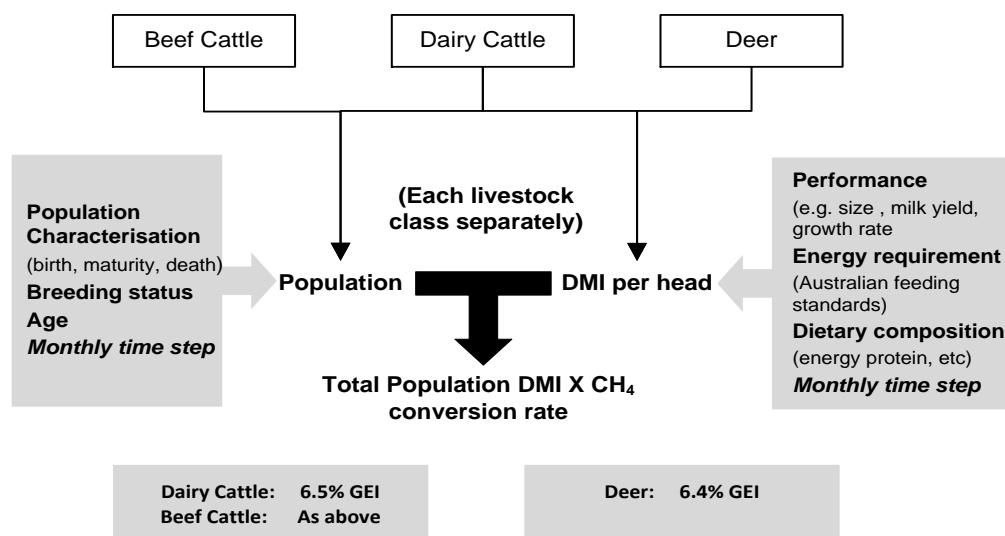 Beef Cattle
Dairy Cattle
Deer
Population
Characterisation
(birth, maturity, death)
Breeding status
Age
Monthly time step
(Each livestock
class separately)
Population
DMI per head
Performance
(e.g. size , milk yield,
growth rate
Energy requirement
(Australian feeding
standards)
Dietary composition
(energy protein, etc)
Monthly time step
Total Population DMI X CH₄
conversion rate
Dairy Cattle: 6.5% GEI
Beef Cattle: As above
Deer: 6.4% GEI